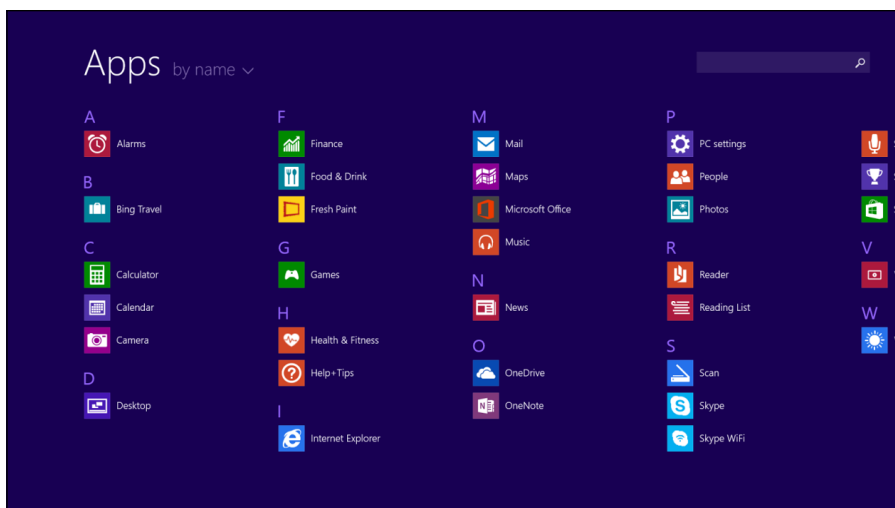 Apps by name
A
Alarms
B
Bing Travel
C
Calculator
Calendar
Camera
D
Desktop
F
Finance
Food & Drink
Fresh Paint
G
Games
H
Health & Fitness
Help+Tips
I
Internet Explorer
M
Mail
Maps
Microsoft Office
Music
N
News
O
OneDrive
OneNote
P
PC settings
People
Photos
R
Reader
Reading List
S
Scan
Skype
Skype WiFi
V
W